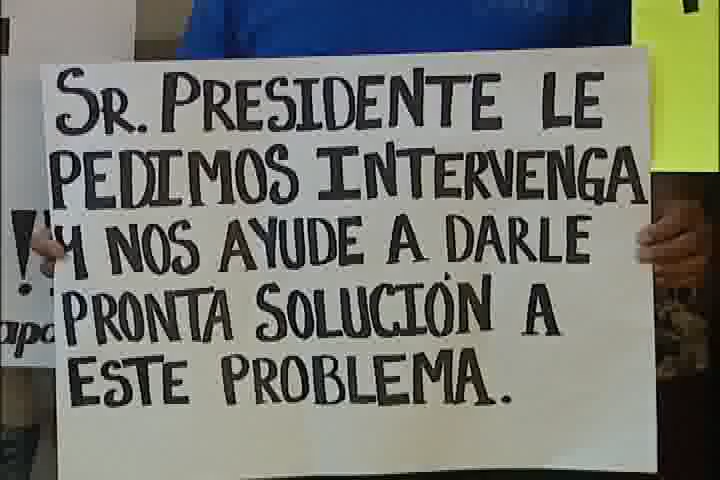 SR. PRESIDENTE LE
PEDIMOS INTERVENGA
Y NOS AYUDE A DARLE
PRONTA SOLUCIÓN A
ESTE PROBLEMA.